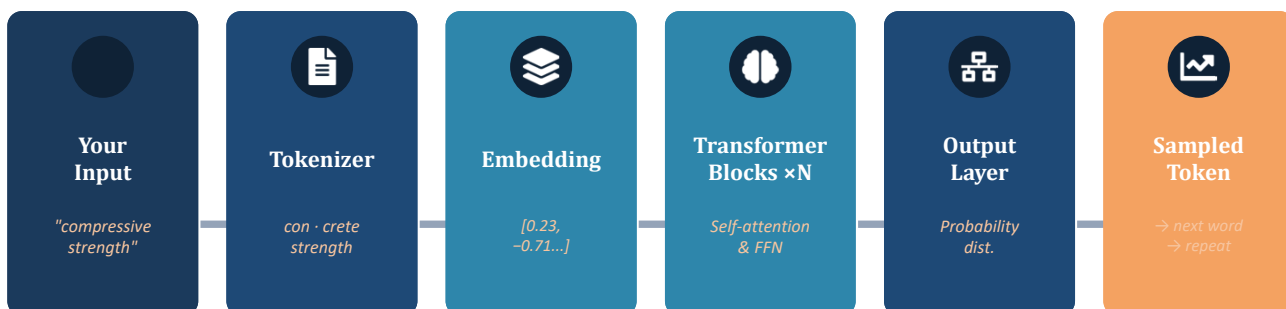 Your
Input
"compressive
strength"
Tokenizer
con · crete
strength
Embedding
[0.23,
−0.71...]
Transformer
Blocks ×N
Self-attention
& FFN
Output
Layer
Probability
dist.
Sampled
Token
→ next word
→ repeat